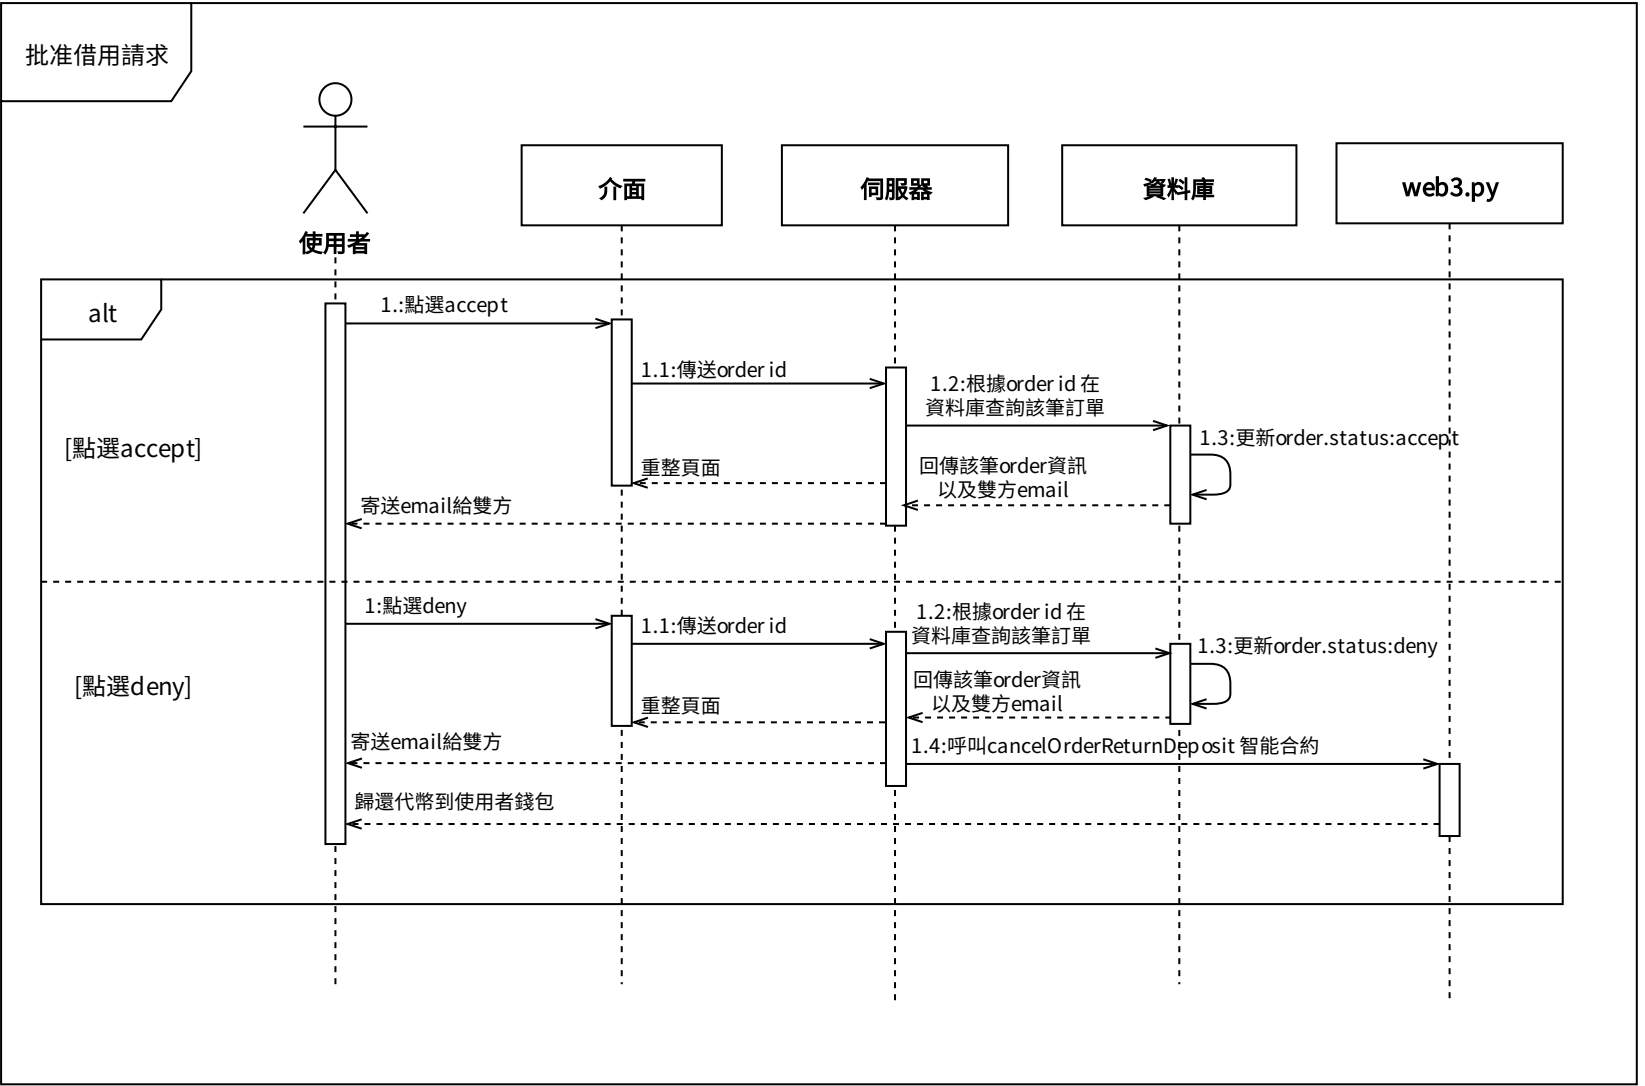 批准借用請求
使用者
介面
伺服器
資料庫
web3.py
alt
1.:點選accept
1.1:傳送order id
1.2:根據order id 在
資料庫查詢該筆訂單
1.3:更新order.status:accept
[點選accept]
回傳該筆order資訊
以及雙方email
重整頁面
寄送email給雙方
1:點選deny
1.1:傳送order id
1.2:根據order id 在
資料庫查詢該筆訂單
1.3:更新order.status:deny
[點選deny]
回傳該筆order資訊
以及雙方email
重整頁面
寄送email給雙方
1.4:呼叫cancelOrderReturnDeposit 智能合約
歸還代幣到使用者錢包